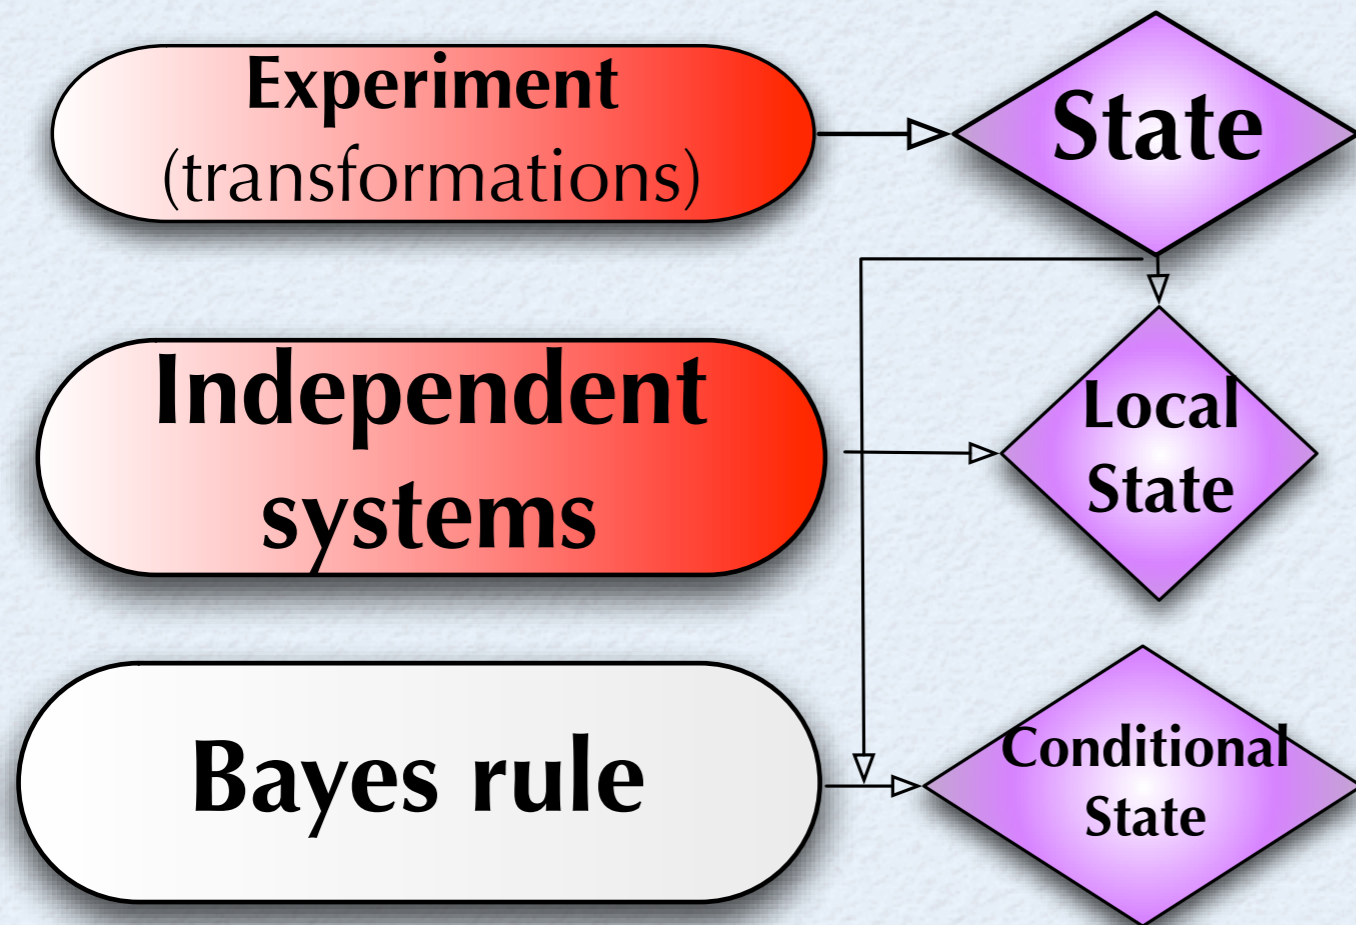 Experiment
(transformations)
State
Independent
systems
Local
State
Bayes rule
Conditional
State